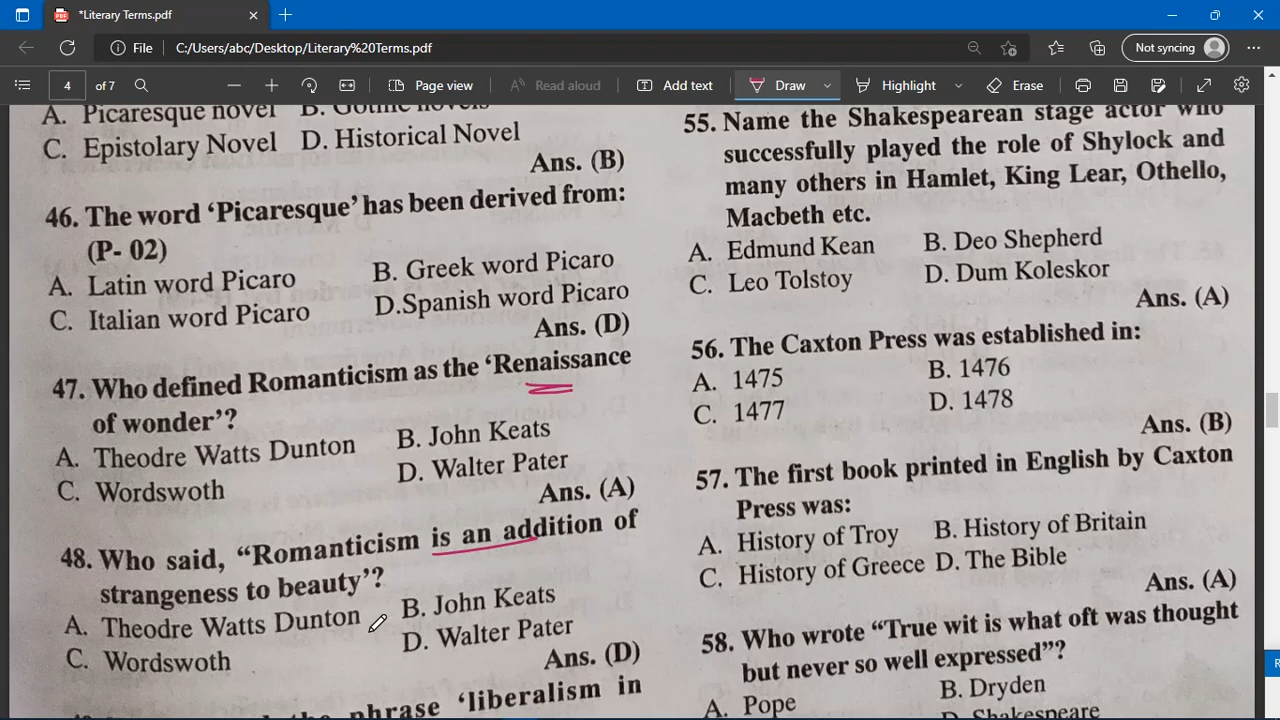 *Literary Terms.pdf
File
C:/Users/abc/Desktop/Literary%20Terms.pdf
Not syncing
4 of 7
Page view
Read aloud
Add text
Draw
Highlight
Erase
A. Picaresque novel B. Gothic novels
C. Epistolary Novel D. Historical Novel
Ans. (B)
46. The word ‘Picaresque’ has been derived from:
(P- 02)
A. Latin word Picaro B. Greek word Picaro
C. Italian word Picaro D.Spanish word Picaro
Ans. (D)
47. Who defined Romanticism as the ‘Renaissance
of wonder’?
A. Theodre Watts Dunton B. John Keats
C. Wordswoth D. Walter Pater
Ans. (A)
48. Who said, “Romanticism is an addition of
strangeness to beauty’?
A. Theodre Watts Dunton B. John Keats
C. Wordswoth D. Walter Pater
Ans. (D)
the phrase ‘liberalism in
55. Name the Shakespearean stage actor who
successfully played the role of Shylock and
many others in Hamlet, King Lear, Othello,
Macbeth etc.
A. Edmund Kean B. Deo Shepherd
C. Leo Tolstoy D. Dum Koleskor
Ans. (A)
56. The Caxton Press was established in:
A. 1475 B. 1476
C. 1477 D. 1478
Ans. (B)
57. The first book printed in English by Caxton
Press was:
A. History of Troy B. History of Britain
C. History of Greece D. The Bible
Ans. (A)
58. Who wrote “True wit is what oft was thought
but never so well expressed”?
A. Pope B. Dryden
D. Shakespeare